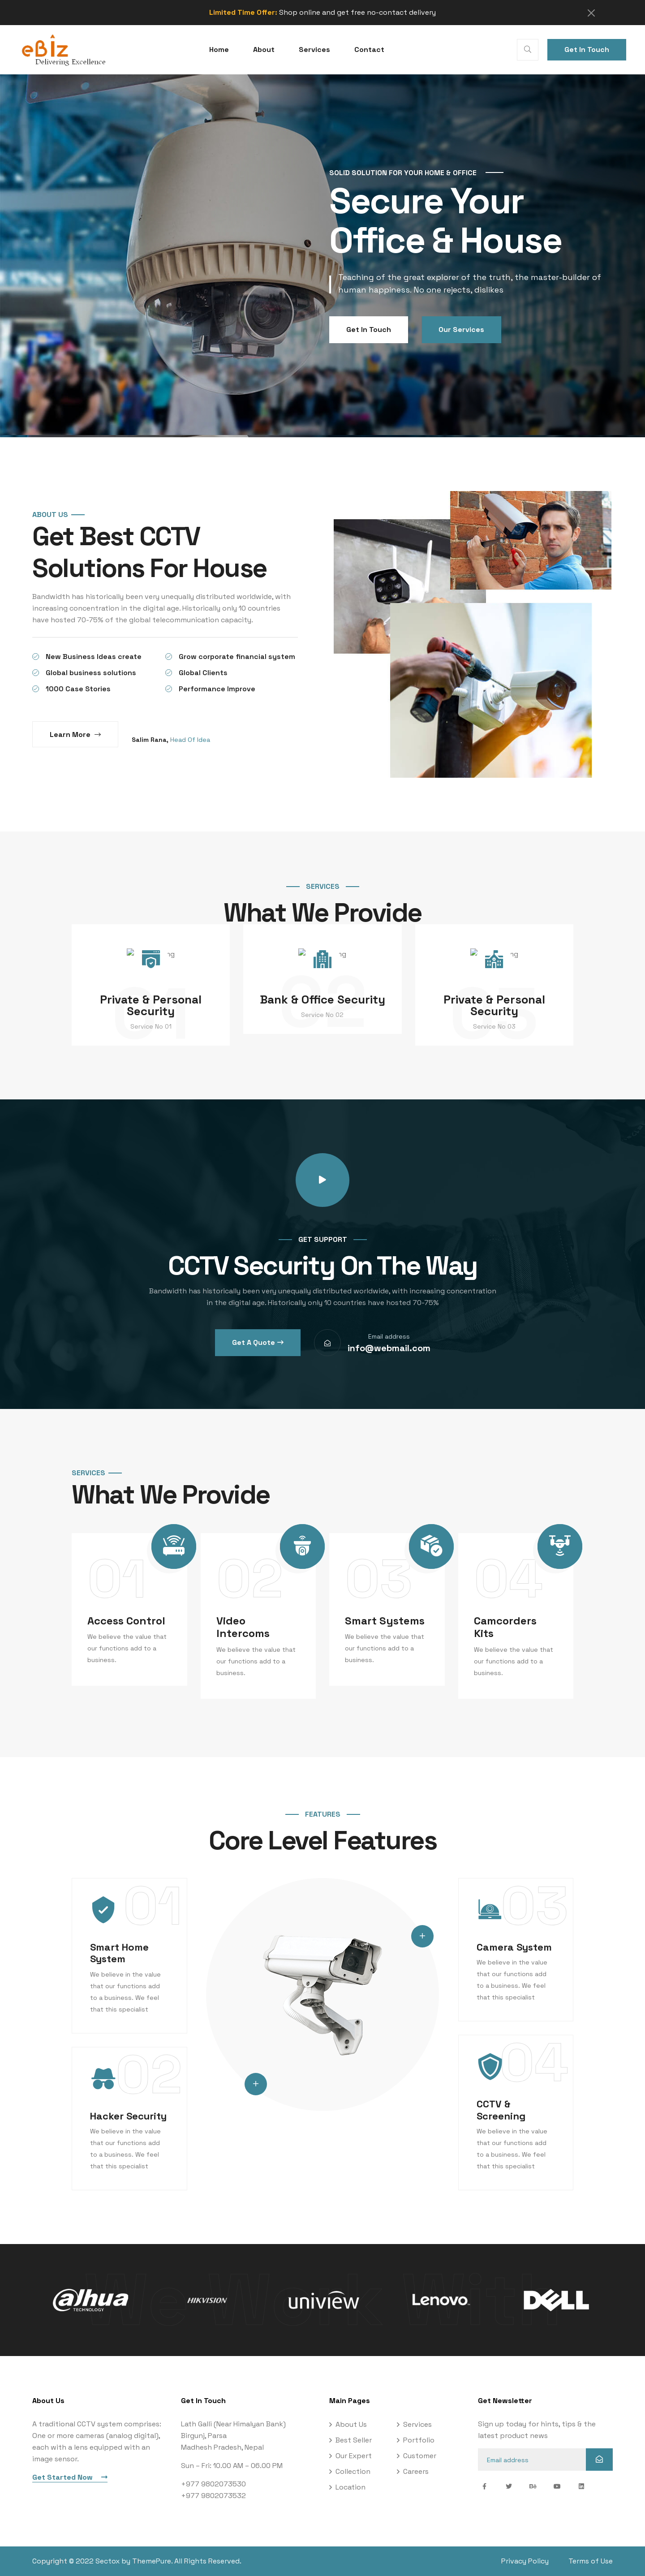 Limited Time Offer: Shop online and get free no-contact delivery
eBiz
Delivering Excellence
Home
About
Services
Contact
Get In Touch
SOLID SOLUTION FOR YOUR HOME & OFFICE
Secure Your
Office & House
Teaching of the great explorer of the truth, the master-builder of
human happiness. No one rejects, dislikes
Get In Touch
Our Services
ABOUT US
Get Best CCTV
Solutions For House
Bandwidth has historically been very unequally distributed worldwide, with
increasing concentration in the digital age. Historically only 10 countries
have hosted 70-75% of the global telecommunication capacity.
New Business Ideas create
Grow corporate financial system
Global business solutions
Global Clients
1000 Case Stories
Performance Improve
Learn More
Salim Rana, Head Of Idea
SERVICES
What We Provide
01
Private & Personal
Security
Service No 01
02
Bank & Office Security
Service No 02
03
Private & Personal
Security
Service No 03
GET SUPPORT
CCTV Security On The Way
Bandwidth has historically been very unequally distributed worldwide, with increasing concentration
in the digital age. Historically only 10 countries have hosted 70-75%
Get A Quote
Email address
info@webmail.com
SERVICES
What We Provide
01
Access Control
We believe the value that
our functions add to a
business.
02
Video
Intercoms
We believe the value that
our functions add to a
business.
03
Smart Systems
We believe the value that
our functions add to a
business.
04
Camcorders
Kits
We believe the value that
our functions add to a
business.
FEATURES
Core Level Features
01
Smart Home
System
We believe in the value
that our functions add
to a business. We feel
that this specialist
02
Hacker Security
We believe in the value
that our functions add
to a business. We feel
that this specialist
03
Camera System
We believe in the value
that our functions add
to a business. We feel
that this specialist
04
CCTV &
Screening
We believe in the value
that our functions add
to a business. We feel
that this specialist
We Work With
alhua
TECHNOLOGY
HIKVISION
uniview
Lenovo
DELL
About Us
A traditional CCTV system comprises:
One or more cameras (analog digital),
each with a lens equipped with an
image sensor.
Get Started Now
Get In Touch
Lath Galli (Near Himalyan Bank)
Birgunj, Parsa
Madhesh Pradesh, Nepal
Sun – Fri: 10.00 AM – 06.00 PM
+977 9802073530
+977 9802073532
Main Pages
About Us
Best Seller
Our Expert
Collection
Location
Services
Portfolio
Customer
Careers
Get Newsletter
Sign up today for hints, tips & the
latest product news
Email address
Copyright © 2022 Sectox by ThemePure. All Rights Reserved.
Privacy Policy
Terms of Use